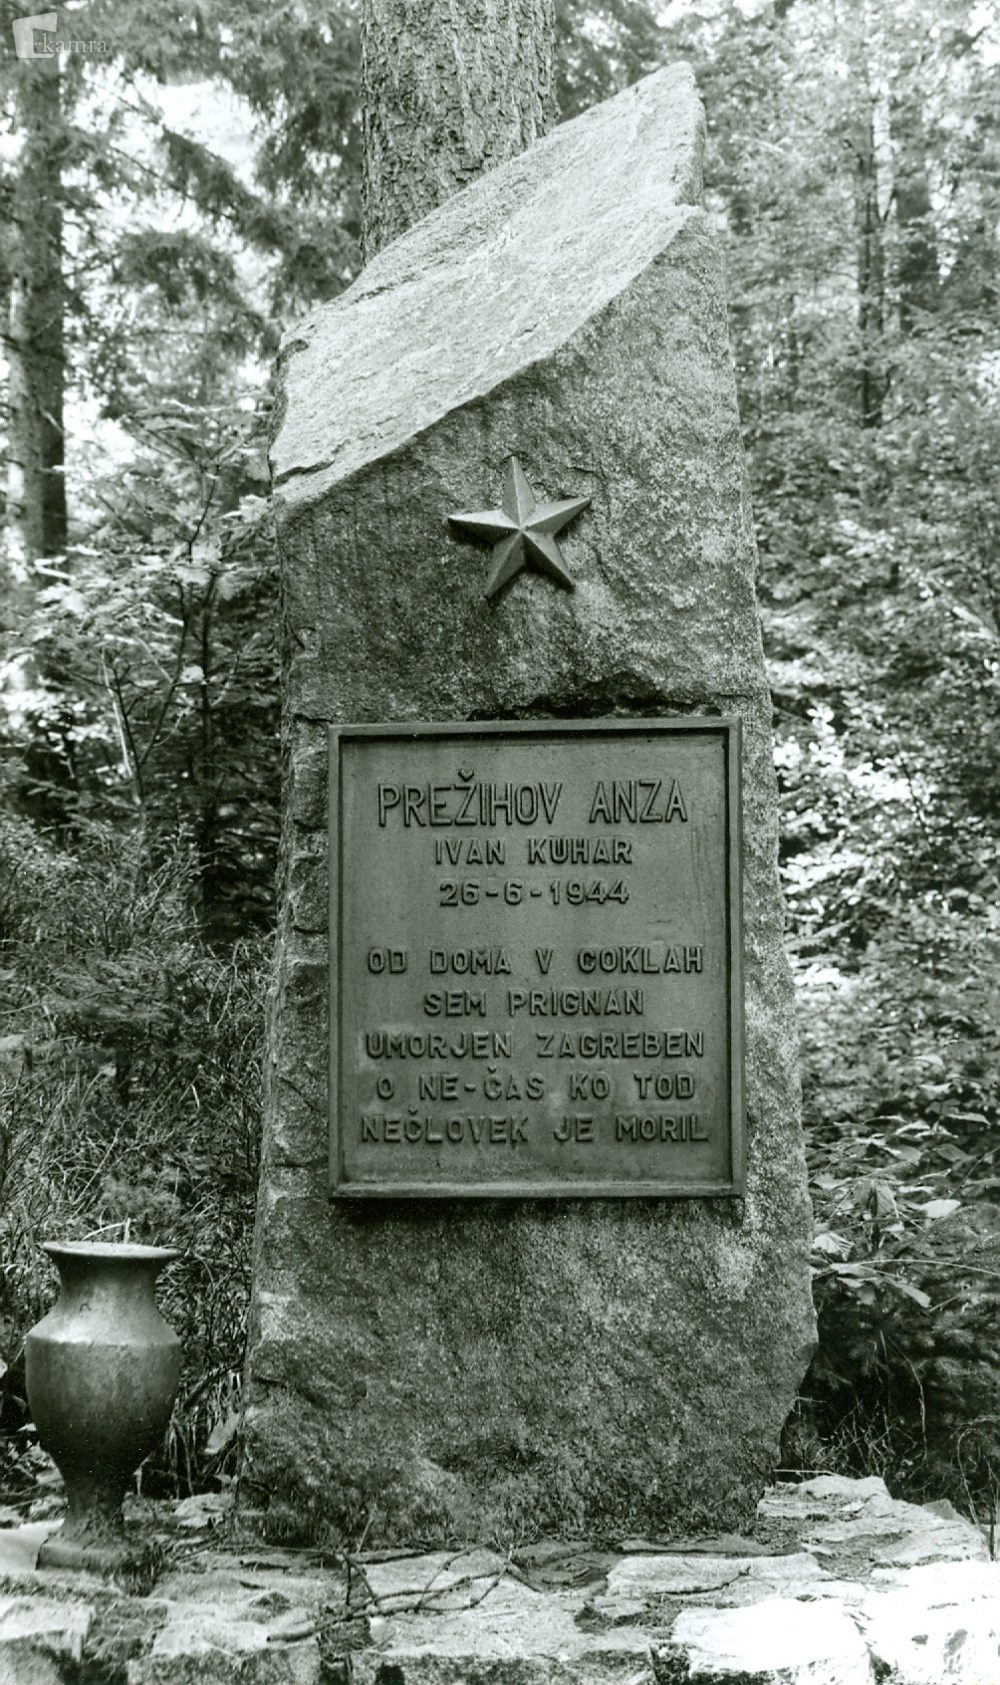 kamra
PREŽIHOV ANZA
IVAN KUHAR
26-6-1944
OD DOMA V COKLAH
SEM PRIGNAN
UMORJEN ZAGREBEN
O NE-ČAS KO TOD
NEČLOVEK JE MORIL